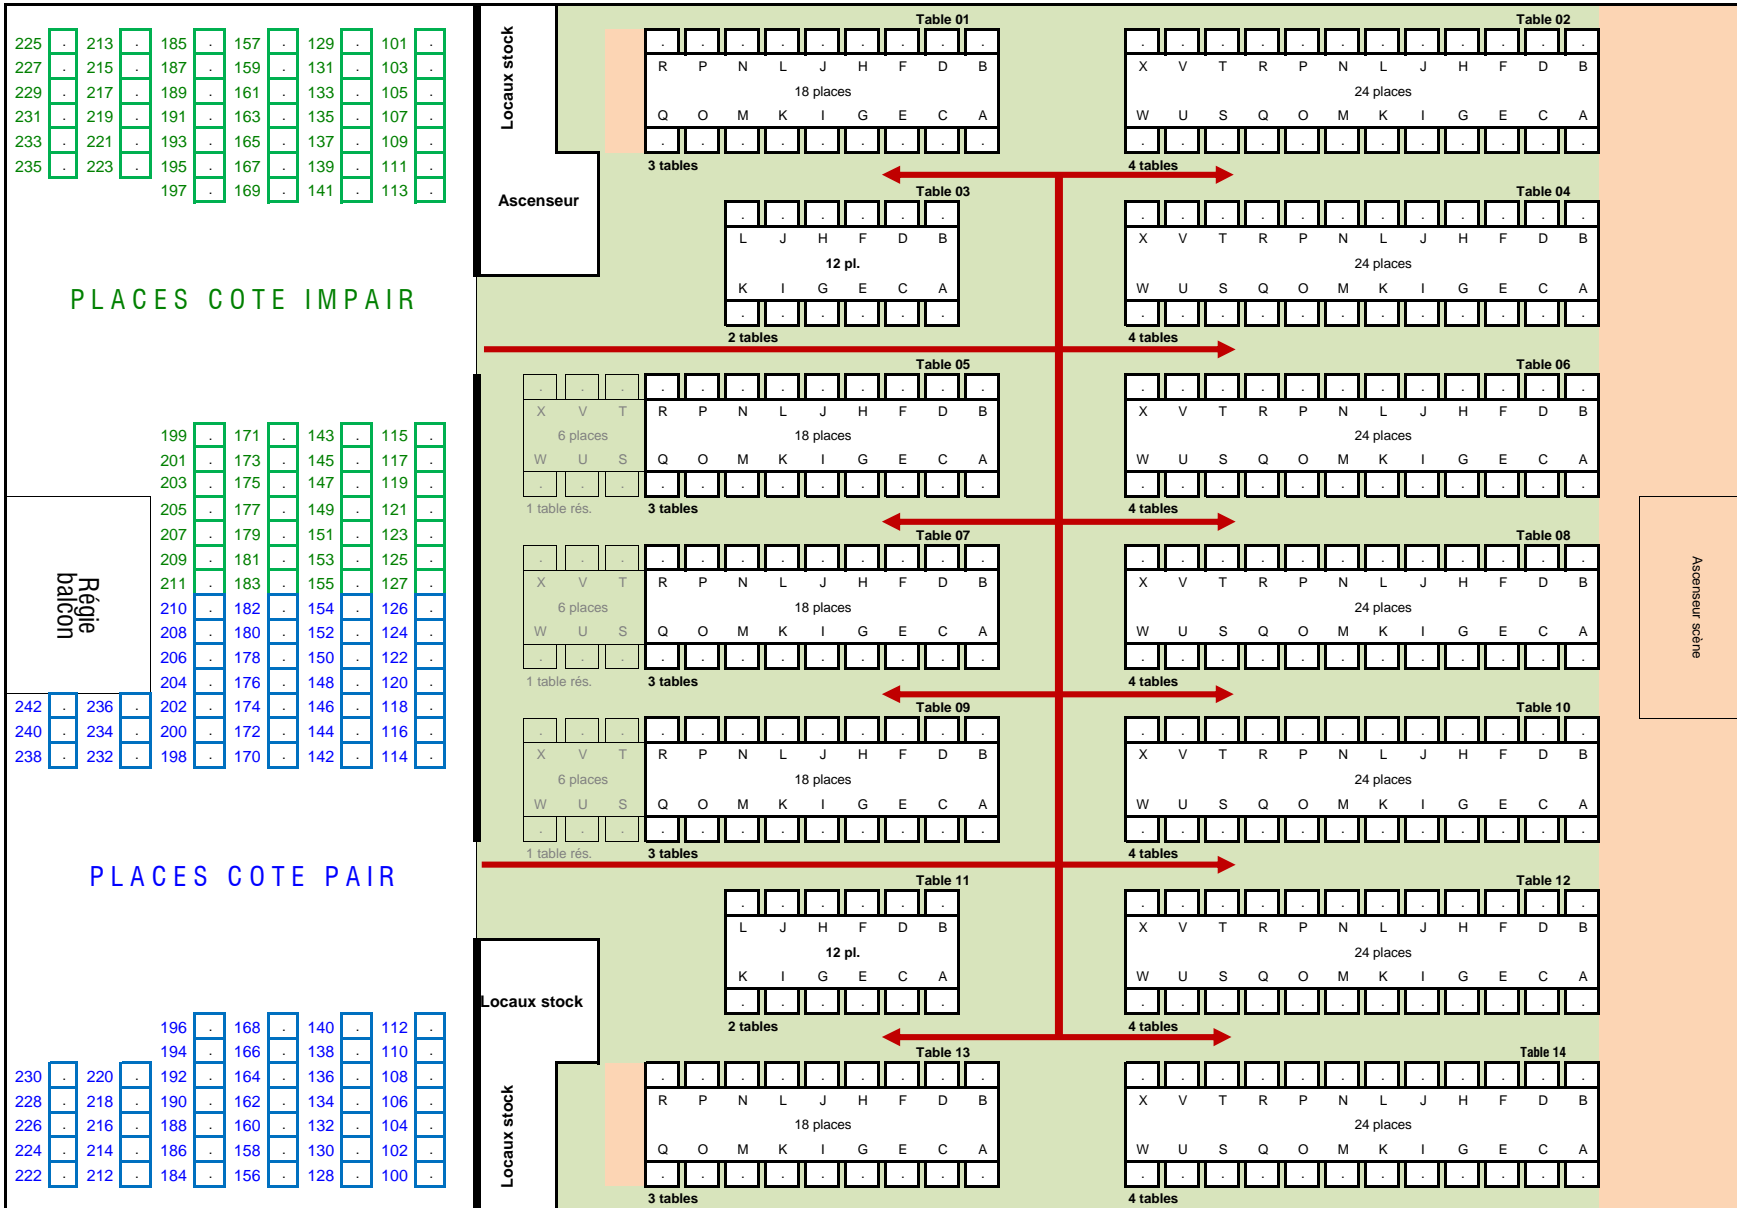 Table 01 Table 02
225 . 213 . 185 . 157 . 129 . 101 .
227 . 215 . 187 . 159 . 131 . 103 .
229 . 217 . 189 . 161 . 133 . 105 .
231 . 219 . 191 . 163 . 135 . 107 .
233 . 221 . 193 . 165 . 137 . 109 .
235 . 223 . 195 . 167 . 139 . 111 .
197 . 169 . 141 . 113 .
PLACES COTE IMPAIR
199 . 171 . 143 . 115 .
201 . 173 . 145 . 117 .
203 . 175 . 147 . 119 .
205 . 177 . 149 . 121 .
207 . 179 . 151 . 123 .
209 . 181 . 153 . 125 .
211 . 183 . 155 . 127 .
Régie
balcon
210 . 182 . 154 . 126 .
208 . 180 . 152 . 124 .
206 . 178 . 150 . 122 .
204 . 176 . 148 . 120 .
242 . 236 . 202 . 174 . 146 . 118 .
240 . 234 . 200 . 172 . 144 . 116 .
238 . 232 . 198 . 170 . 142 . 114 .
PLACES COTE PAIR
196 . 168 . 140 . 112 .
194 . 166 . 138 . 110 .
230 . 220 . 192 . 164 . 136 . 108 .
228 . 218 . 190 . 162 . 134 . 106 .
226 . 216 . 188 . 160 . 132 . 104 .
224 . 214 . 186 . 158 . 130 . 102 .
222 . 212 . 184 . 156 . 128 . 100 .
Locaux stock
Ascenseur
Locaux stock
Locaux stock
R P N L J H F D B X V T R P N L J H F D B
18 places 24 places
Q O M K I G E C A W U S Q O M K I G E C A
3 tables 4 tables
Table 03 Table 04
L J H F D B X V T R P N L J H F D B
12 pl. 24 places
K I G E C A W U S Q O M K I G E C A
2 tables 4 tables
Table 05 Table 06
X V T R P N L J H F D B X V T R P N L J H F D B
6 places 18 places 24 places
W U S Q O M K I G E C A W U S Q O M K I G E C A
1 table rés. 3 tables 4 tables
Table 07 Table 08
X V T R P N L J H F D B X V T R P N L J H F D B
6 places 18 places 24 places
W U S Q O M K I G E C A W U S Q O M K I G E C A
1 table rés. 3 tables 4 tables
Table 09 Table 10
X V T R P N L J H F D B X V T R P N L J H F D B
6 places 18 places 24 places
W U S Q O M K I G E C A W U S Q O M K I G E C A
1 table rés. 3 tables 4 tables
Table 11 Table 12
L J H F D B X V T R P N L J H F D B
12 pl. 24 places
K I G E C A W U S Q O M K I G E C A
2 tables 4 tables
Table 13 Table 14
R P N L J H F D B X V T R P N L J H F D B
18 places 24 places
Q O M K I G E C A W U S Q O M K I G E C A
3 tables 4 tables
Ascenseur scène